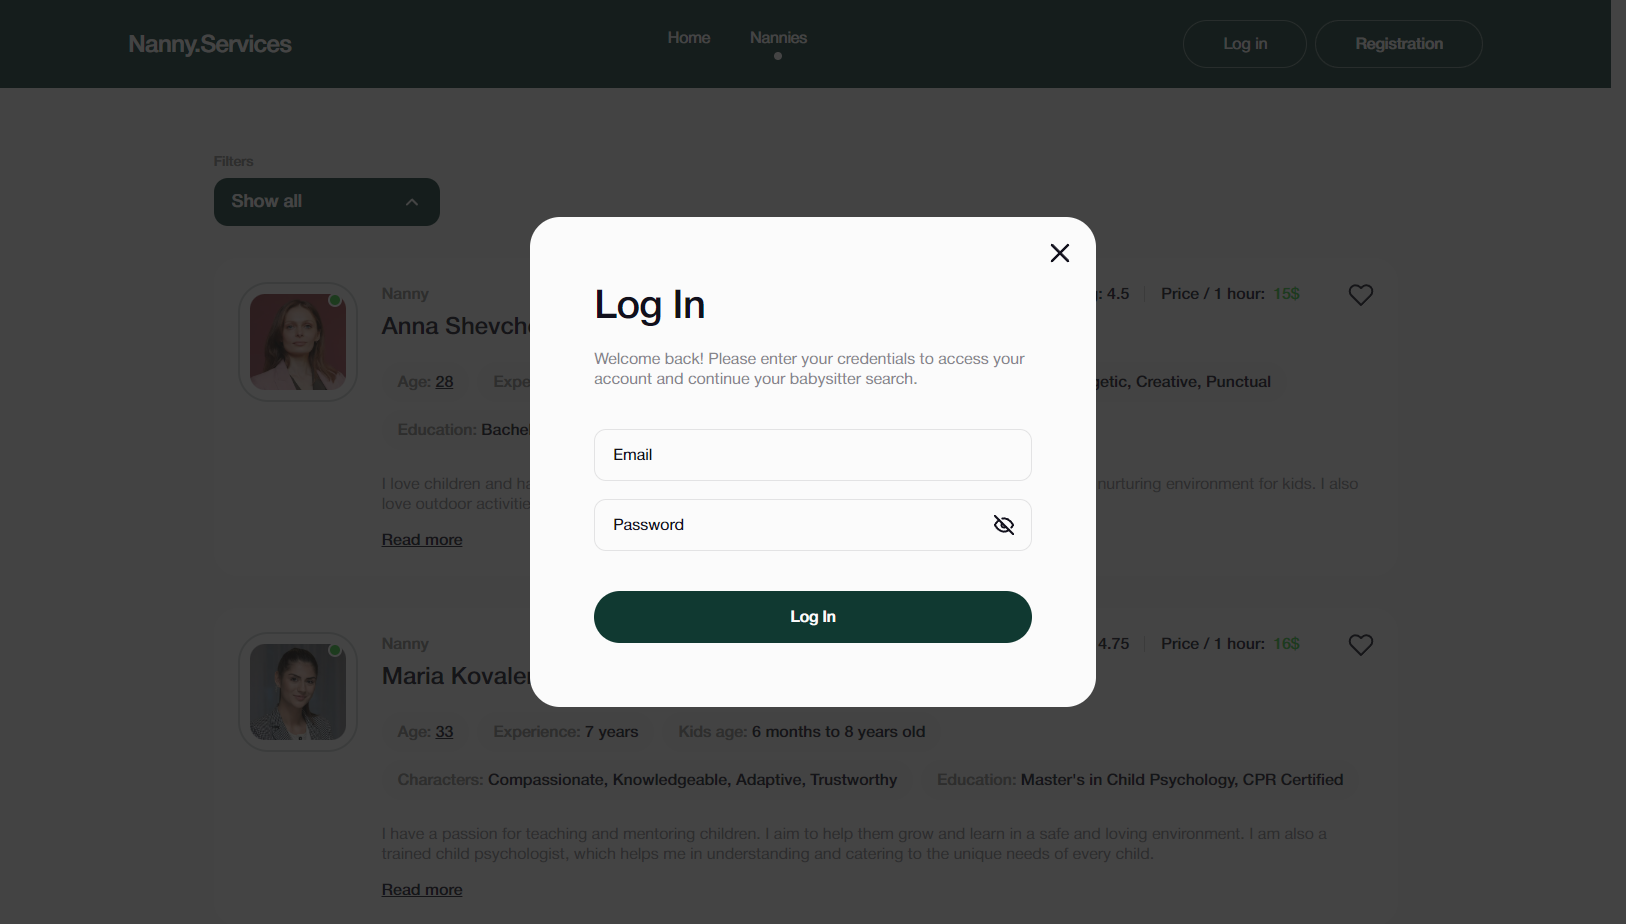 Nanny.Services
Home
Nannies
Log in
Registration
Filters
Show all
Nanny
: 4.5
Price / 1 hour: 15$
Anna
Age: 28
getic, Creative, Punctual
Education:
I love children and
nurturing environment for kids. I also
love outdoor
Read more
Log In
Welcome back! Please enter your credentials to access your
account and continue your babysitter search.
Email
Password
Log In
Nanny
4.75
Price / 1 hour: 16$
Maria
Age: 33
Experience: 7 years
Kids age: 6 months to 8 years old
Characters: Compassionate, Knowledgeable, Adaptive, Trustworthy
Education: Master's in Child Psychology, CPR Certified
I have a passion for teaching and mentoring children. I aim to help them grow and learn in a safe and loving environment. I am also a
trained child psychologist, which helps me in understanding and catering to the unique needs of every child.
Read more